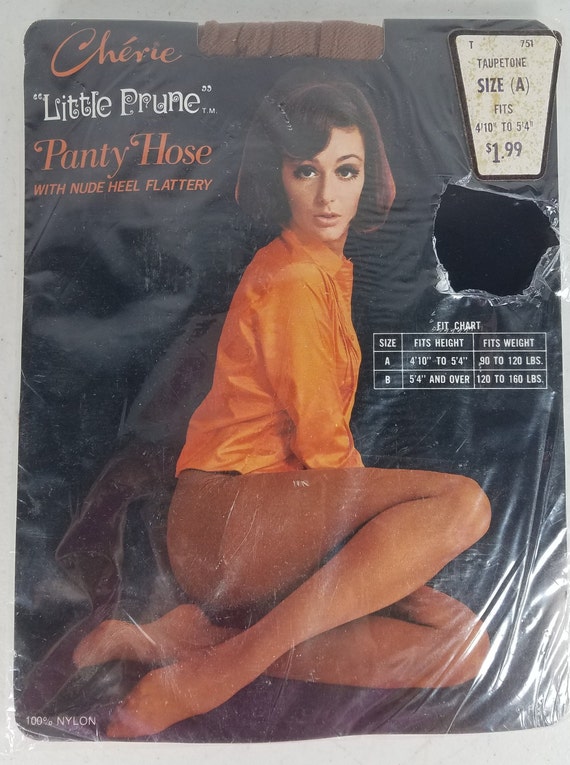 Chérie
"Little Prune" T.M.
Panty Hose
WITH NUDE HEEL FLATTERY
T 751
TAUPETONE
SIZE (A)
FITS
4'10" TO 5'4"
$1.99
FIT CHART
SIZE FITS HEIGHT FITS WEIGHT
A 4'10" TO 5'4" 90 TO 120 LBS.
B 5'4" AND OVER 120 TO 160 LBS.
100% NYLON